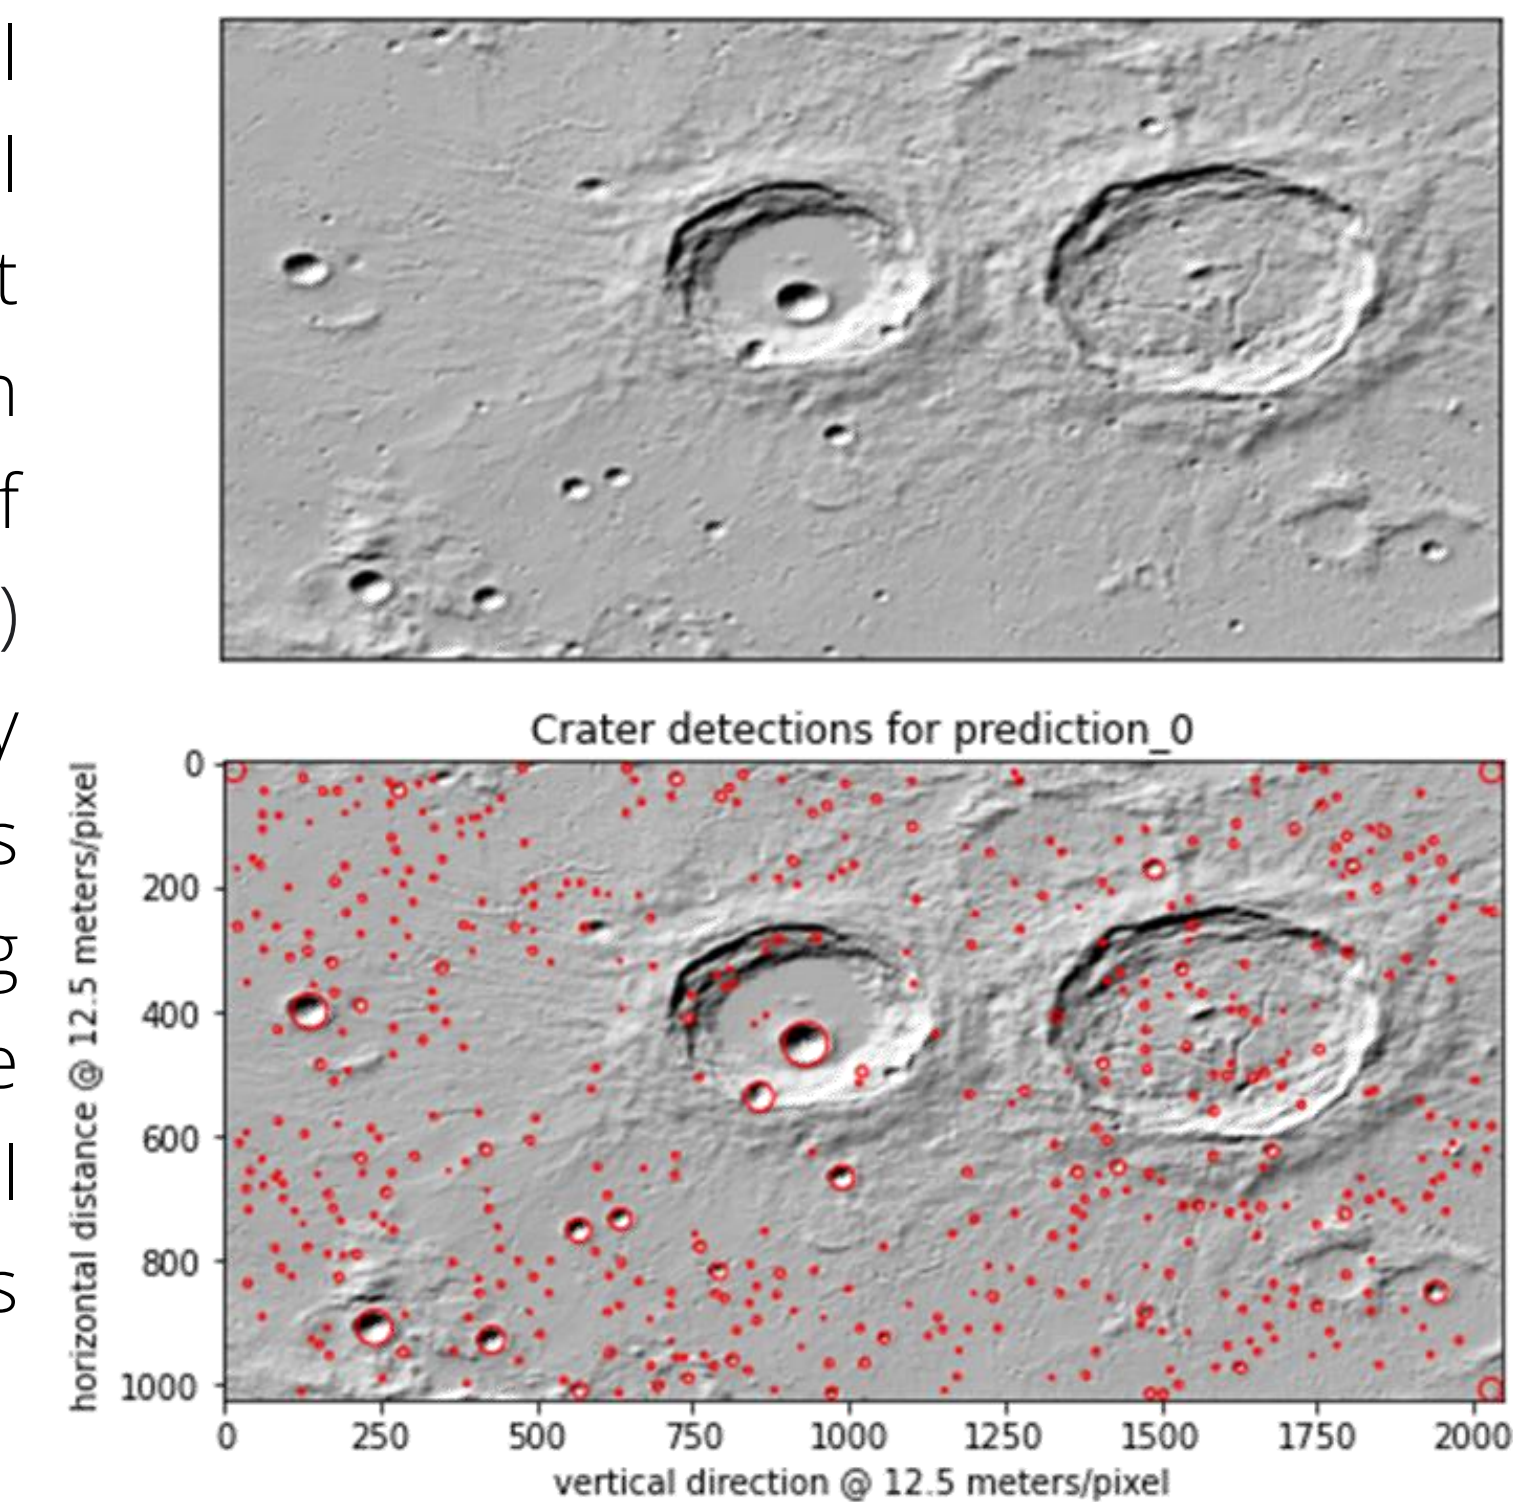 l
l
t
n
f
)
y
s
g
e
l
s
Crater detections for prediction_0
horizontal distance @ 12.5 meters/pixel
0
200
400
600
800
1000
0 250 500 750 1000 1250 1500 1750 2000
vertical direction @ 12.5 meters/pixel